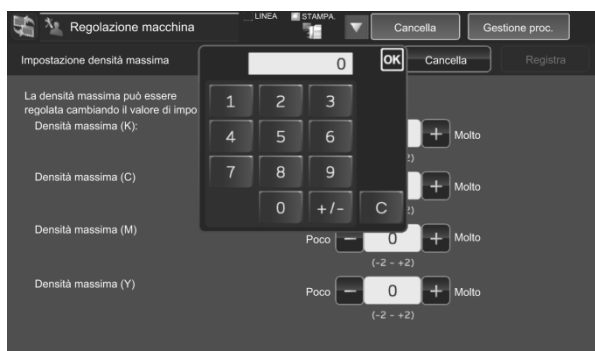 Regolazione macchina
LINEA
STAMPA.
Cancella
Gestione proc.
Impostazione densità massima
0
OK
Cancella
Registra
La densità massima può essere
regolata cambiando il valore di impo
1 2 3
4 5 6
7 8 9
0 +/- C
Densità massima (K):
+ Molto
2)
Densità massima (C)
+ Molto
2)
Densità massima (M)
Poco − 0 + Molto
(-2 - +2)
Densità massima (Y)
Poco − 0 + Molto
(-2 - +2)